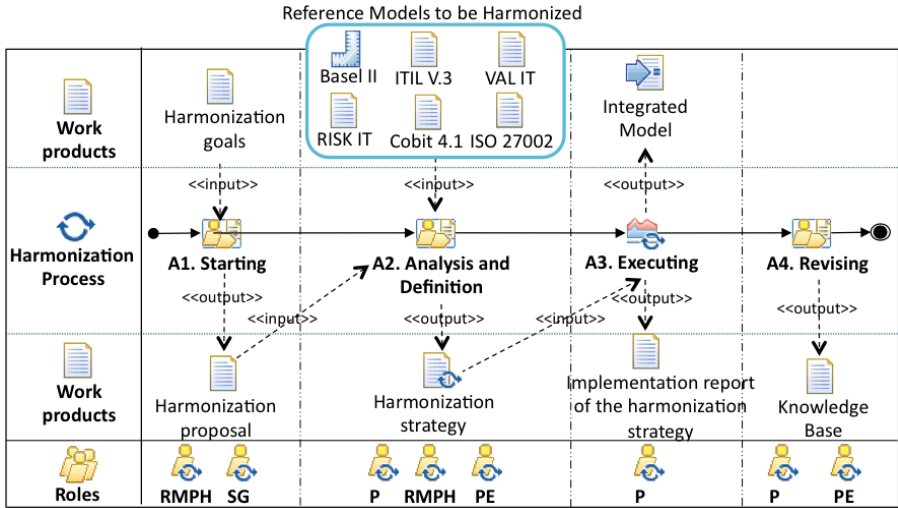 Reference Models to be Harmonized
Basel II ITIL V.3 VAL IT
RISK IT Cobit 4.1 ISO 27002
Work
products
Harmonization
goals
Integrated
Model
<<input>> <<input>> <<output>>
Harmonization
Process
A1. Starting
A2. Analysis and
Definition
A3. Executing
A4. Revising
<<output>> <<input>> <<output>> <<input>> <<output>> <<output>>
Work
products
Harmonization
proposal
Harmonization
strategy
Implementation report
of the harmonization
strategy
Knowledge
Base
Roles
RMPH SG P RMPH PE P P PE